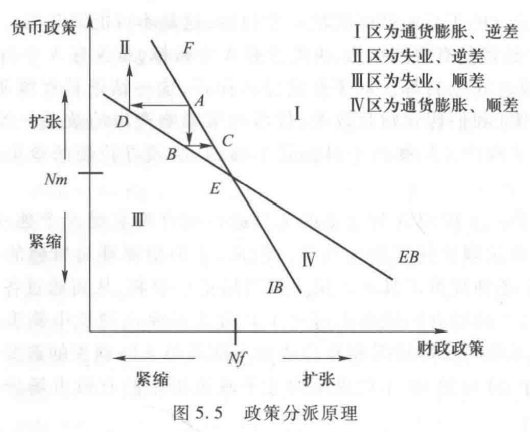 货币政策
Ⅱ
F
Ⅰ区为通货膨胀、逆差
Ⅱ区为失业、逆差
Ⅲ区为失业、顺差
Ⅳ区为通货膨胀、顺差
扩张
A
Ⅰ
D
B
C
Nm
E
紧缩
Ⅲ
Ⅳ
EB
IB
财政政策
紧缩
Nf
扩张
图 5.5 政策分派原理